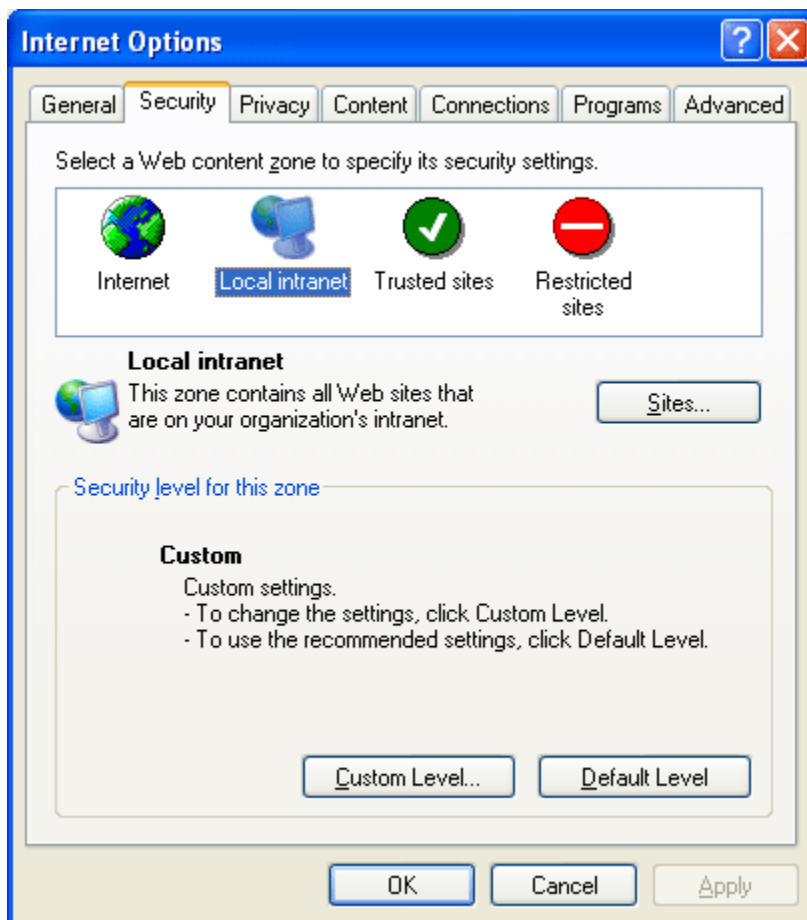 Internet Options
General Security Privacy Content Connections Programs Advanced
Select a Web content zone to specify its security settings.
Internet Local intranet Trusted sites Restricted
sites
Local intranet
This zone contains all Web sites that
are on your organization's intranet.
Sites...
Security level for this zone
Custom
Custom settings.
- To change the settings, click Custom Level.
- To use the recommended settings, click Default Level.
Custom Level... Default Level
OK Cancel Apply